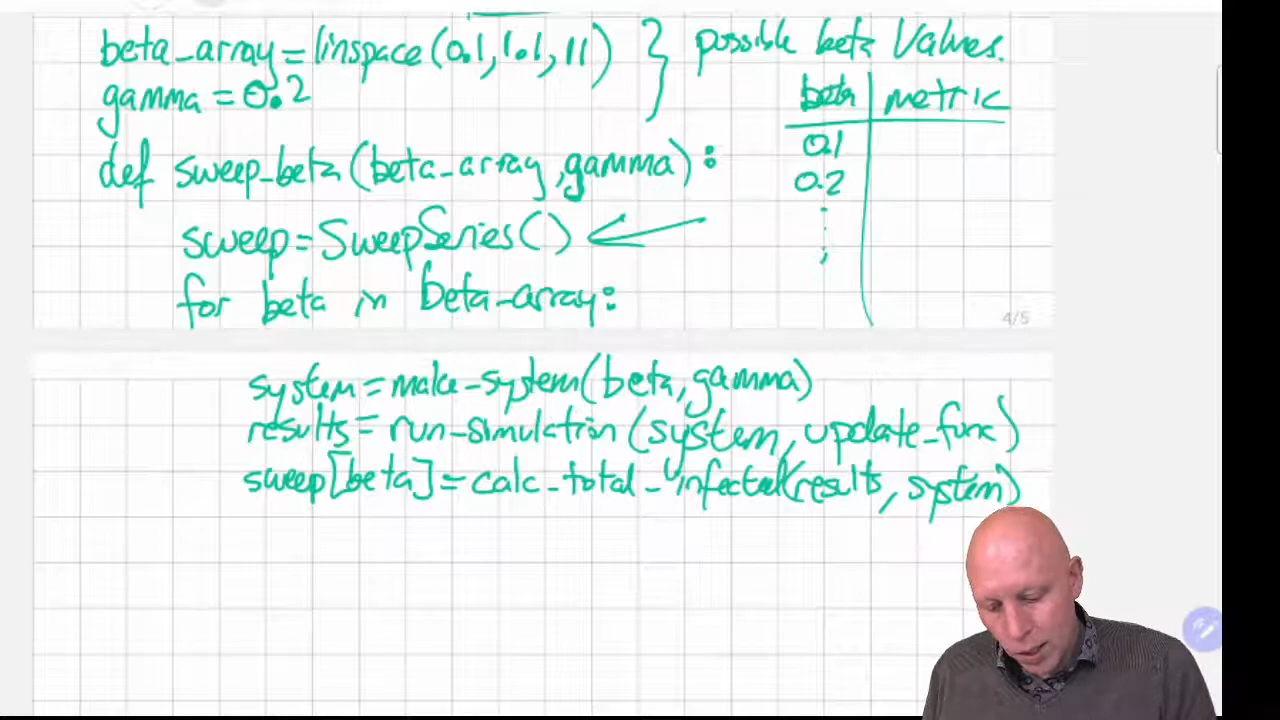 beta_array = linspace(0.1, 1.1, 11) } possible beta values.
gamma = 0.2
beta | metric
0.1
0.2
def sweep_beta(beta_array, gamma):
sweep = SweepSeries()
for beta in beta_array:
4/5
system = make_system(beta, gamma)
results = run_simulation(system, update_func)
sweep[beta] = calc_total_infected(results, system)